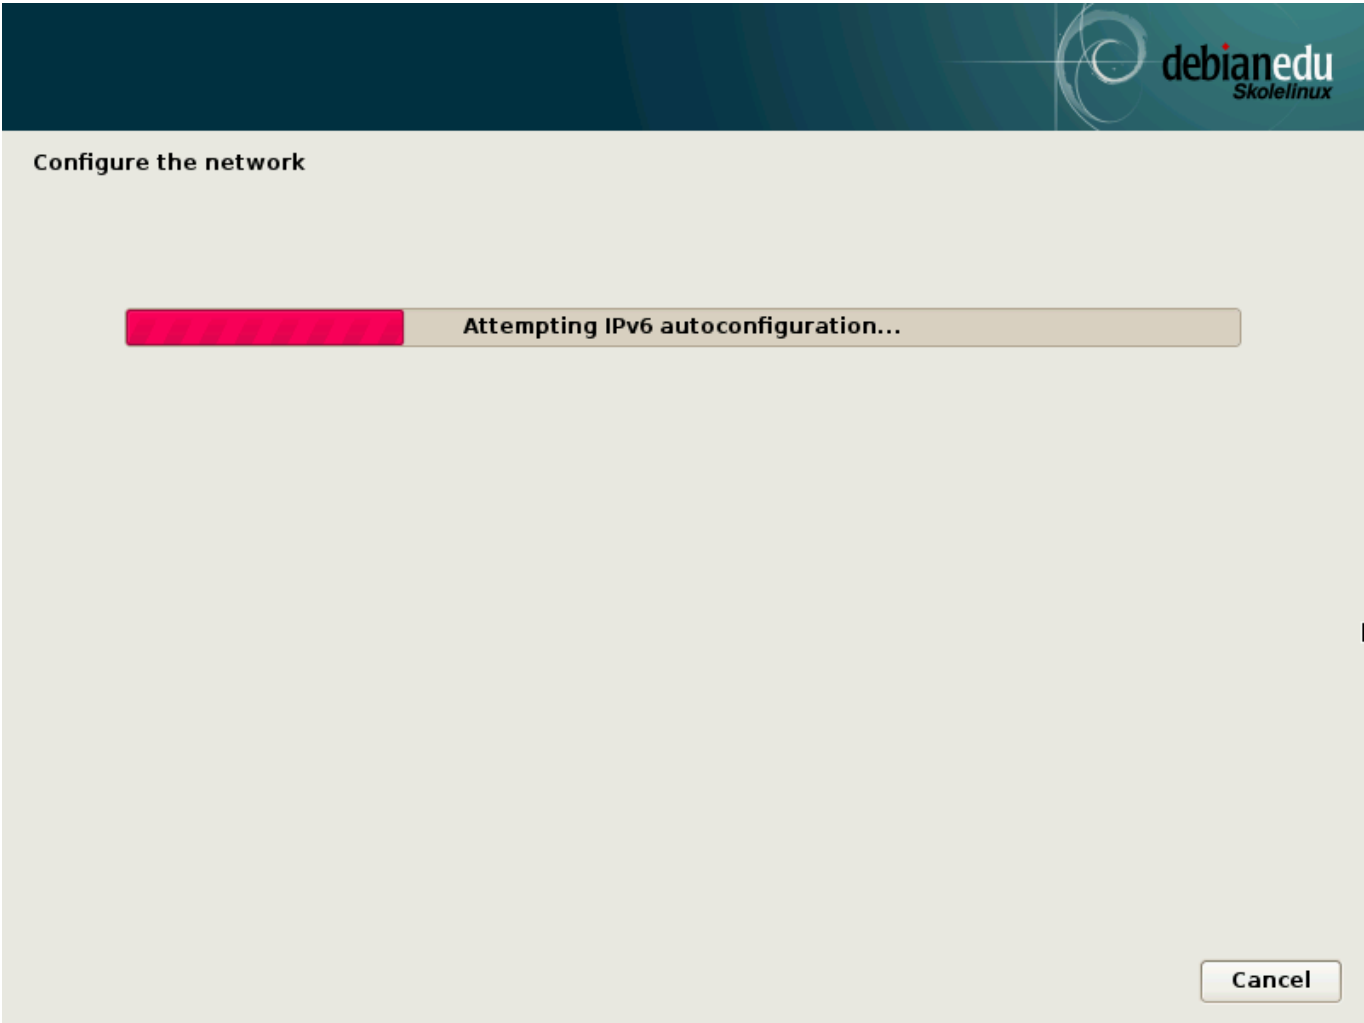 debianedu
Skolelinux
Configure the network
Attempting IPv6 autoconfiguration...
Cancel